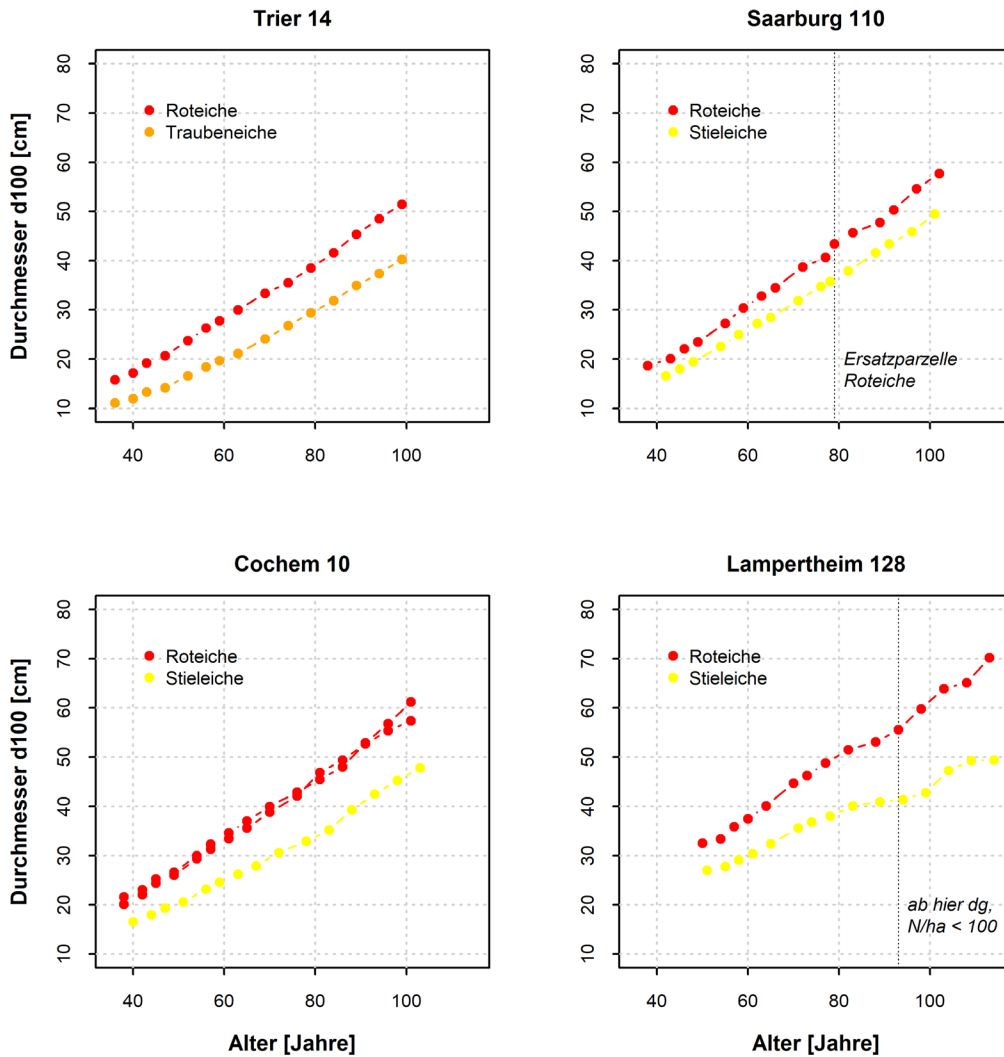 Trier 14
Durchmesser d100 [cm]
80
70
60
50
40
30
20
10
Roteiche
Traubeneiche
40
60
80
100
Saarburg 110
80
70
60
50
40
30
20
10
Roteiche
Stieleiche
Ersatzparzelle
Roteiche
40
60
80
100
Cochem 10
Durchmesser d100 [cm]
80
70
60
50
40
30
20
10
Roteiche
Stieleiche
40
60
80
100
Alter [Jahre]
Lampertheim 128
80
70
60
50
40
30
20
10
Roteiche
Stieleiche
ab hier dg,
N/ha < 100
40
60
80
100
Alter [Jahre]